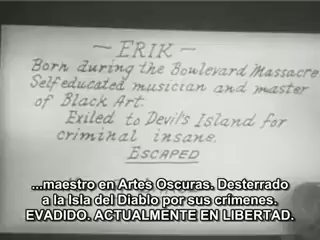 — ERIK —
Born during the Boulevard Massacre
Self educated musician and master
of Black Art.
Exiled to Devil's Island for
criminal insane.
ESCAPED
...maestro en Artes Oscuras. Desterrado
a la Isla del Diablo por sus crímenes.
EVADIDO. ACTUALMENTE EN LIBERTAD.